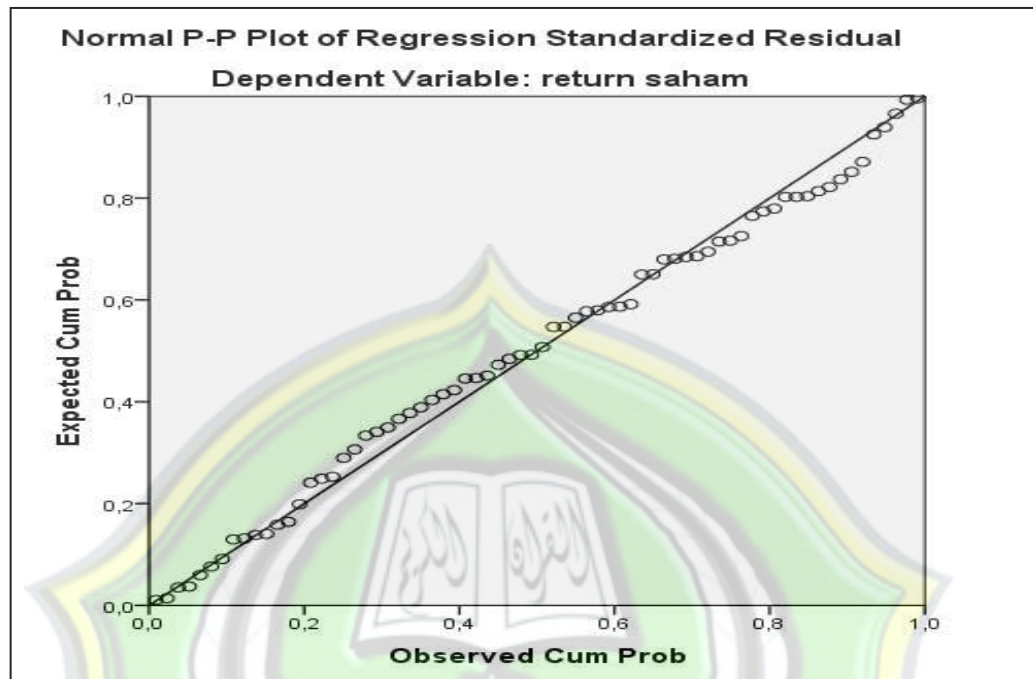 Normal P-P Plot of Regression Standardized Residual
Dependent Variable: return saham
Expected Cum Prob
1,0
0,8
0,6
0,4
0,2
0,0
0,0 0,2 0,4 0,6 0,8 1,0
Observed Cum Prob
القرآن
الكريم